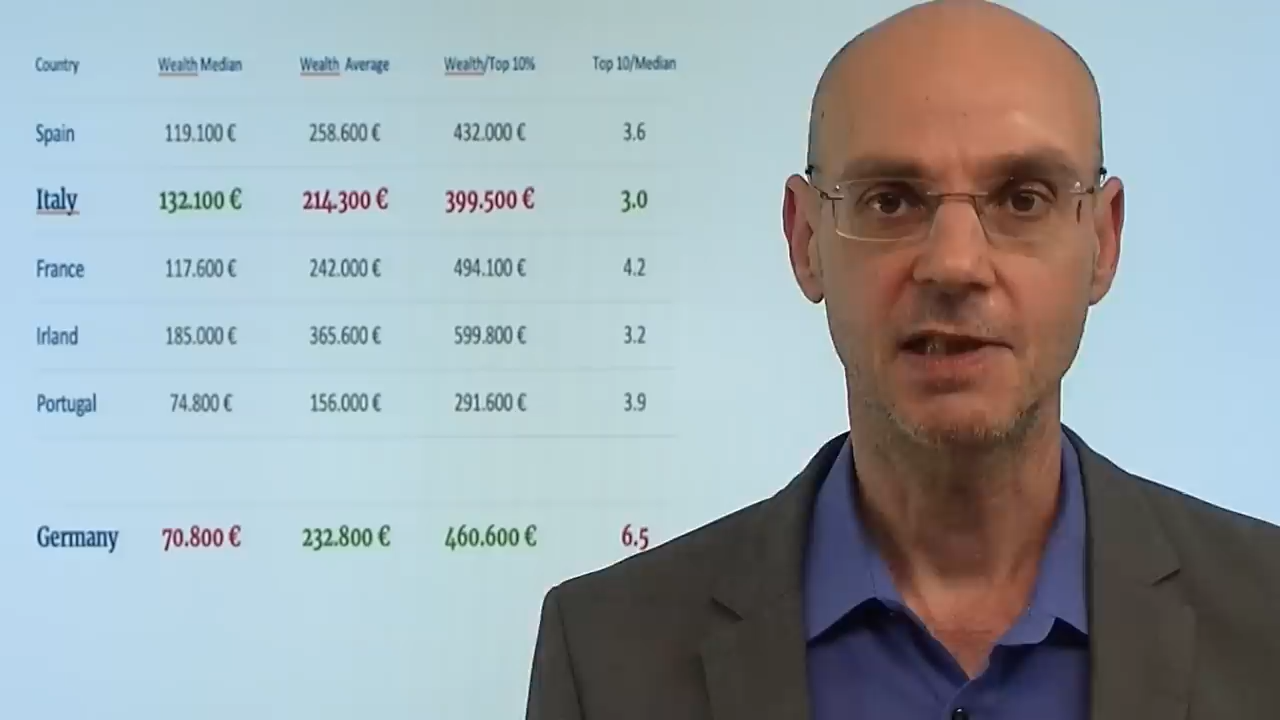 Country Wealth Median Wealth Average Wealth/Top 10% Top 10/Median
Spain 119.100 € 258.600 € 432.000 € 3.6
Italy 132.100 € 214.300 € 399.500 € 3.0
France 117.600 € 242.000 € 494.100 € 4.2
Irland 185.000 € 365.600 € 599.800 € 3.2
Portugal 74.800 € 156.000 € 291.600 € 3.9
Germany 70.800 € 232.800 € 460.600 € 6.5